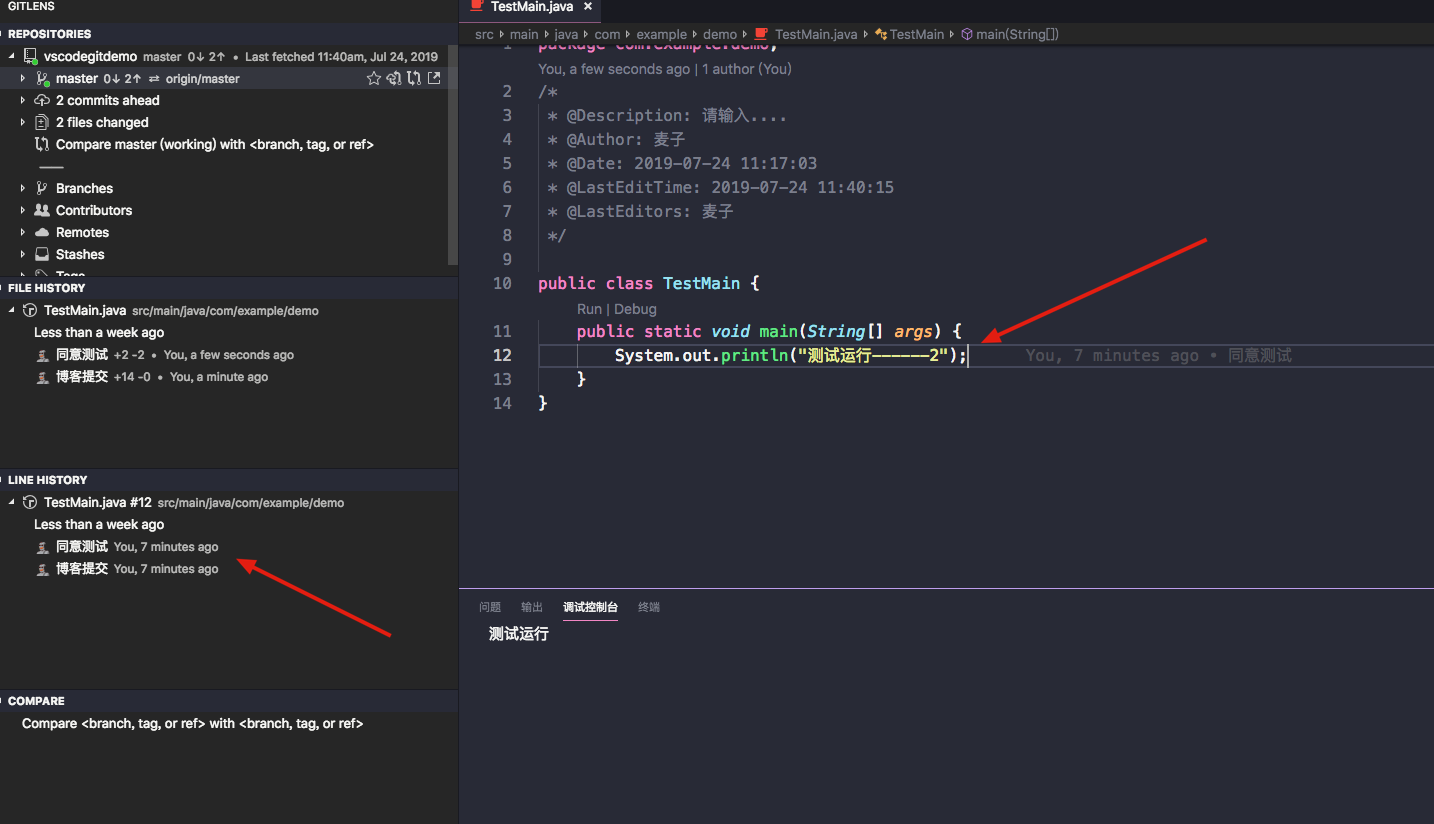 GITLENS
REPOSITORIES
vscodegitdemo master 0↓ 2↑ • Last fetched 11:40am, Jul 24, 2019
master 0↓ 2↑ ⇄ origin/master
2 commits ahead
2 files changed
Compare master (working) with <branch, tag, or ref>
Branches
Contributors
Remotes
Stashes
Tags
FILE HISTORY
TestMain.java src/main/java/com/example/demo
Less than a week ago
同意测试 +2 -2 • You, a few seconds ago
博客提交 +14 -0 • You, a minute ago
LINE HISTORY
TestMain.java #12 src/main/java/com/example/demo
Less than a week ago
同意测试 You, 7 minutes ago
博客提交 You, 7 minutes ago
COMPARE
Compare <branch, tag, or ref> with <branch, tag, or ref>
TestMain.java ×
src › main › java › com › example › demo › TestMain.java › TestMain › main(String[])
1 package com.example.demo;
You, a few seconds ago | 1 author (You)
2 /*
3 * @Description: 请输入....
4 * @Author: 麦子
5 * @Date: 2019-07-24 11:17:03
6 * @LastEditTime: 2019-07-24 11:40:15
7 * @LastEditors: 麦子
8 */
9
10 public class TestMain {
Run | Debug
11 public static void main(String[] args) {
12 System.out.println("测试运行------2"); You, 7 minutes ago • 同意测试
13 }
14 }
问题 输出 调试控制台 终端
测试运行